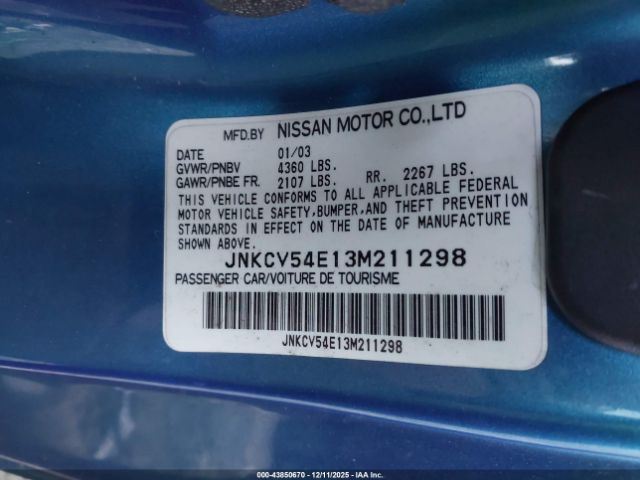 MFD.BY NISSAN MOTOR CO.,LTD
DATE 01/03
GVWR/PNBV 4360 LBS.
GAWR/PNBE FR. 2107 LBS. RR. 2267 LBS.
THIS VEHICLE CONFORMS TO ALL APPLICABLE FEDERAL
MOTOR VEHICLE SAFETY,BUMPER,AND THEFT PREVENTION
STANDARDS IN EFFECT ON THE DATE OF MANUFACTURE
SHOWN ABOVE.
JNKCV54E13M211298
PASSENGER CAR/VOITURE DE TOURISME
JNKCV54E13M211298
000-43850670 - 12/11/2025 - IAA Inc.